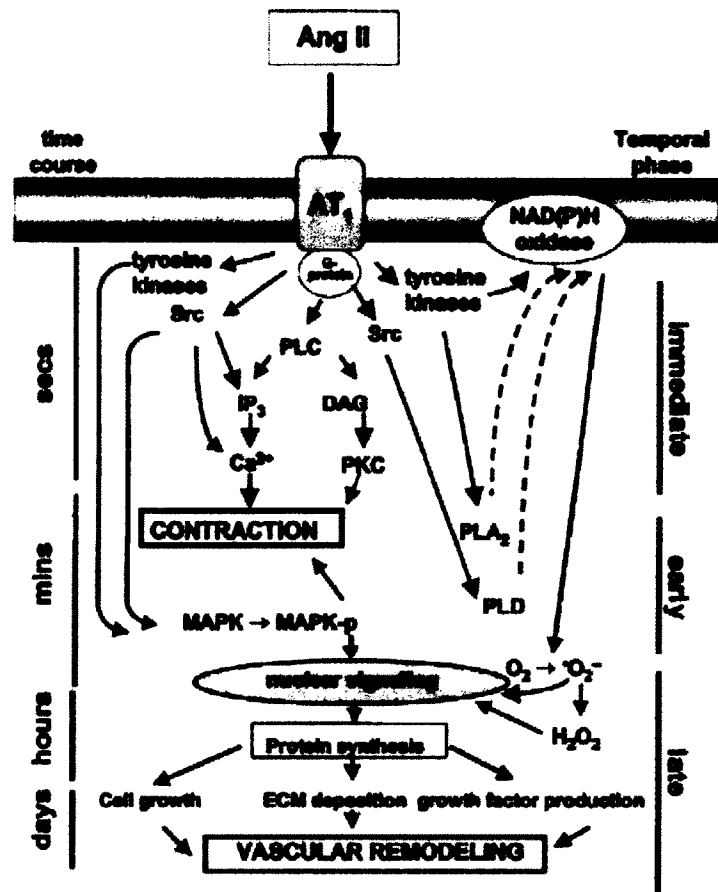 Ang II
time
course
Temporal
phase
AT1
NAD(P)H
oxidase
G-
protein
tyrosine
kinases
tyrosine
kinases
Src
Src
PLC
IP3
DAG
Ca2+
PKC
CONTRACTION
PLA2
PLD
MAPK → MAPK-p
O2 → •O2−
nuclear signaling
H2O2
Protein synthesis
Cell growth
ECM deposition
growth factor production
VASCULAR REMODELING
secs
mins
hours
days
immediate
early
late